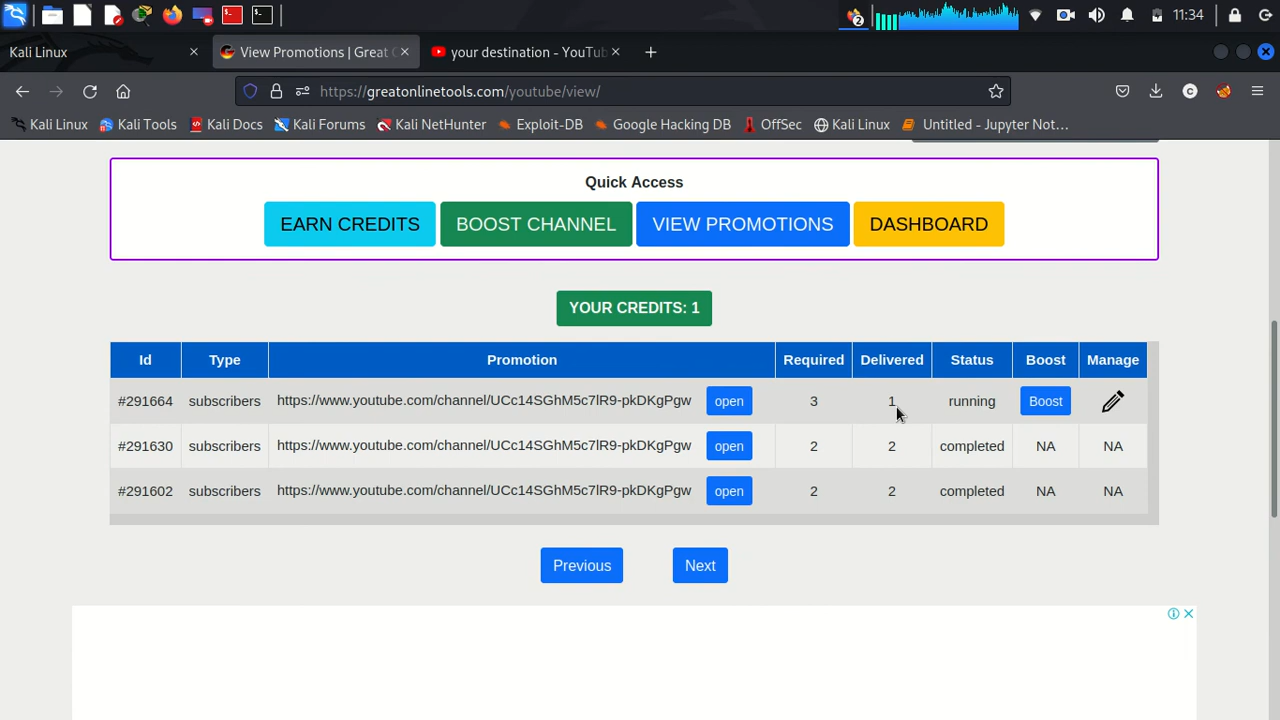 11:34
2
Kali Linux
View Promotions | Great O
your destination - YouTub
https://greatonlinetools.com/youtube/view/
Kali Linux Kali Tools Kali Docs Kali Forums Kali NetHunter Exploit-DB Google Hacking DB OffSec Kali Linux Untitled - Jupyter Not…
Quick Access
EARN CREDITS BOOST CHANNEL VIEW PROMOTIONS DASHBOARD
YOUR CREDITS: 1
Id Type Promotion Required Delivered Status Boost Manage
#291664 subscribers https://www.youtube.com/channel/UCc14SGhM5c7lR9-pkDKgPgw open 3 1 running Boost
#291630 subscribers https://www.youtube.com/channel/UCc14SGhM5c7lR9-pkDKgPgw open 2 2 completed NA NA
#291602 subscribers https://www.youtube.com/channel/UCc14SGhM5c7lR9-pkDKgPgw open 2 2 completed NA NA
Previous Next